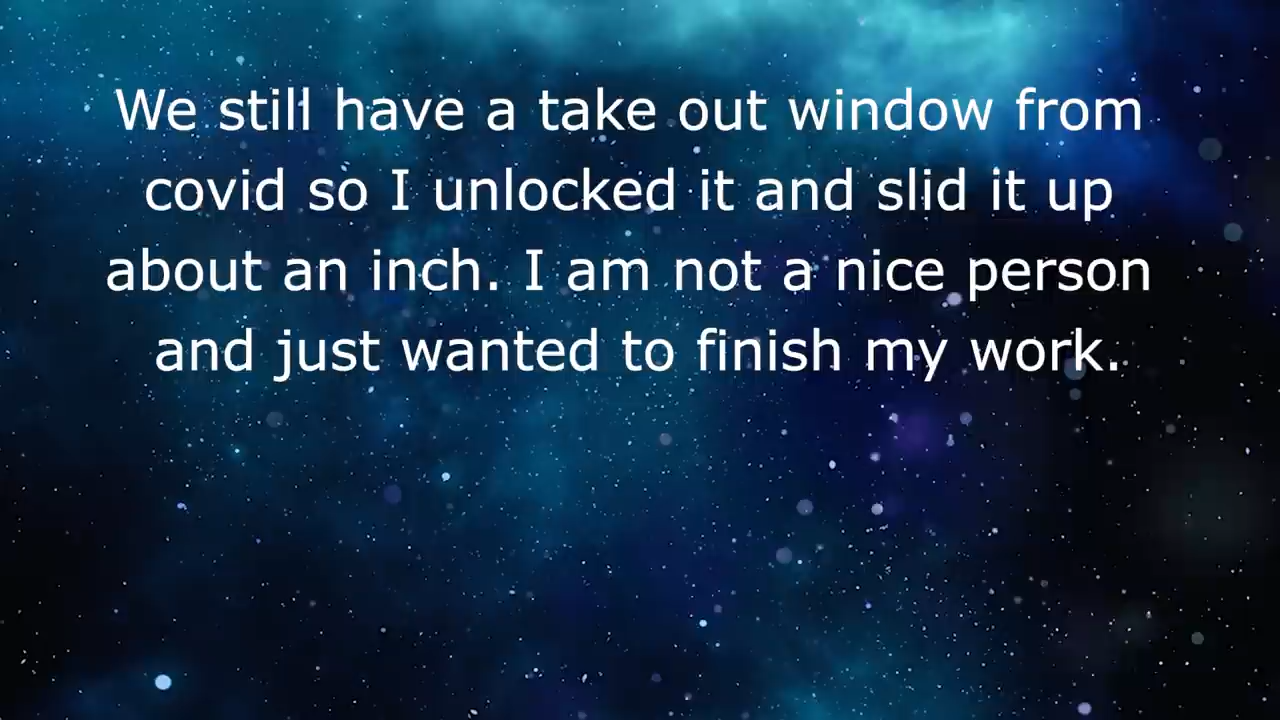 We still have a take out window from
covid so I unlocked it and slid it up
about an inch. I am not a nice person
and just wanted to finish my work.